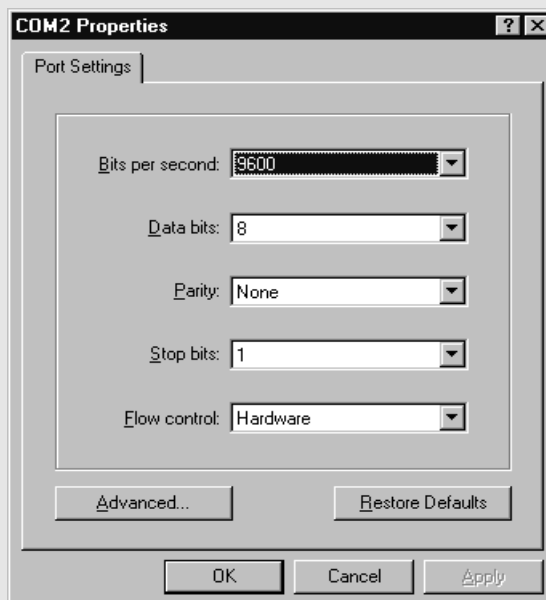 COM2 Properties
Port Settings
Bits per second: 9600
Data bits: 8
Parity: None
Stop bits: 1
Flow control: Hardware
Advanced... Restore Defaults
OK Cancel Apply